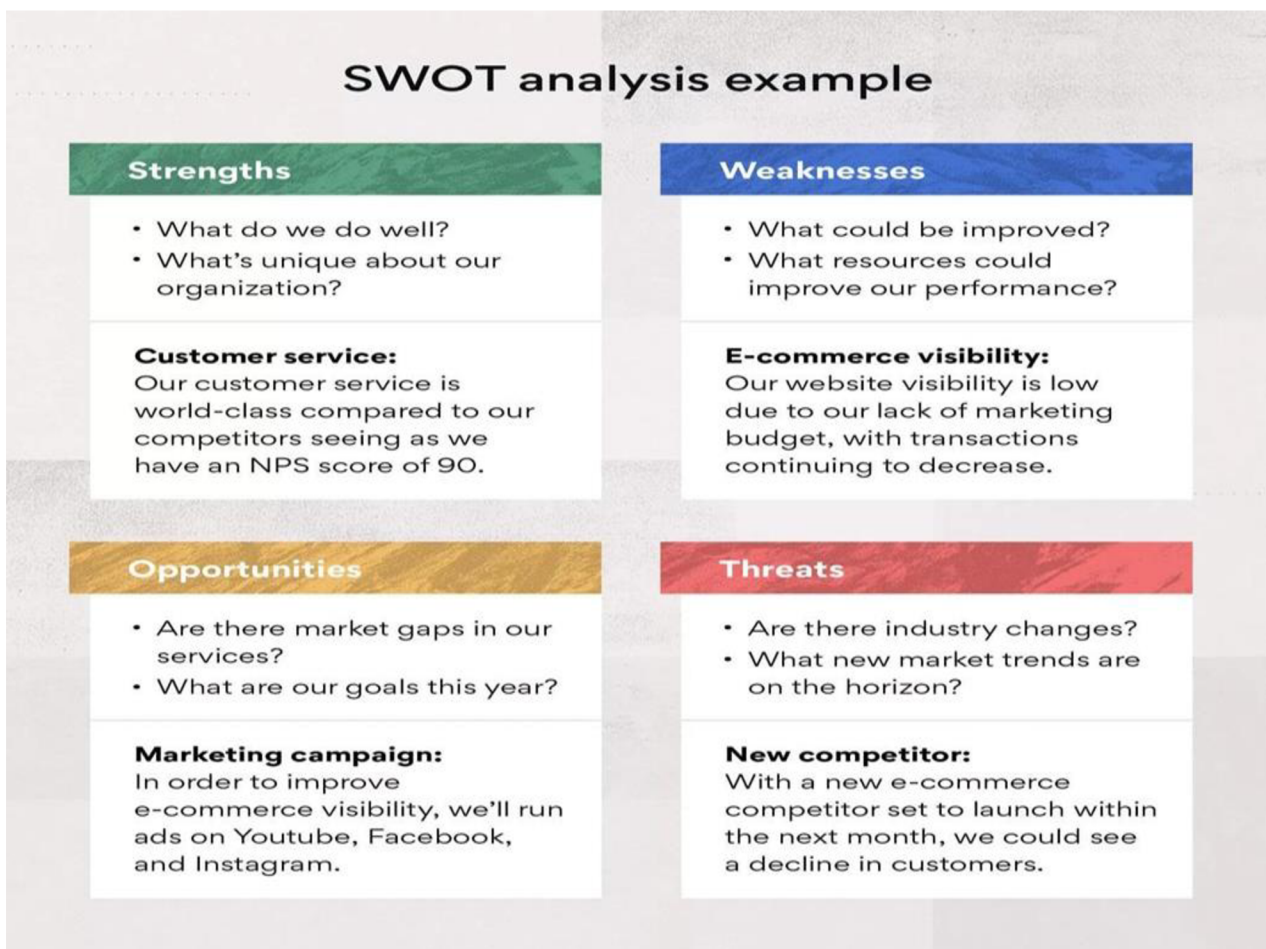 SWOT analysis example
Strengths
• What do we do well?
• What's unique about our
organization?
Customer service:
Our customer service is
world-class compared to our
competitors seeing as we
have an NPS score of 90.
Weaknesses
• What could be improved?
• What resources could
improve our performance?
E-commerce visibility:
Our website visibility is low
due to our lack of marketing
budget, with transactions
continuing to decrease.
Opportunities
• Are there market gaps in our
services?
• What are our goals this year?
Marketing campaign:
In order to improve
e-commerce visibility, we'll run
ads on Youtube, Facebook,
and Instagram.
Threats
• Are there industry changes?
• What new market trends are
on the horizon?
New competitor:
With a new e-commerce
competitor set to launch within
the next month, we could see
a decline in customers.